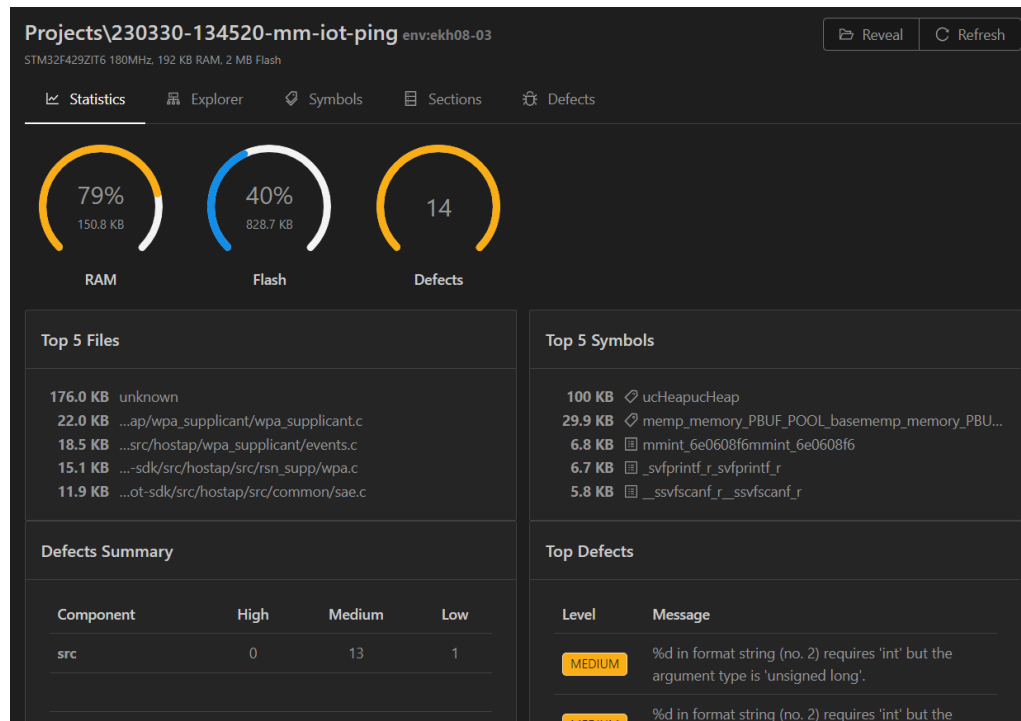 Projects\230330-134520-mm-iot-ping env:ekh08-03
Reveal
Refresh
STM32F429ZIT6 180MHz, 192 KB RAM, 2 MB Flash
Statistics
Explorer
Symbols
Sections
Defects
79%
150.8 KB
RAM
40%
828.7 KB
Flash
14
Defects
Top 5 Files
176.0 KB unknown
22.0 KB ...ap/wpa_supplicant/wpa_supplicant.c
18.5 KB ...src/hostap/wpa_supplicant/events.c
15.1 KB ...-sdk/src/hostap/src/rsn_supp/wpa.c
11.9 KB ...ot-sdk/src/hostap/src/common/sae.c
Top 5 Symbols
100 KB ucHeapucHeap
29.9 KB memp_memory_PBUF_POOL_basememp_memory_PBU...
6.8 KB mmint_6e0608f6mmint_6e0608f6
6.7 KB _svfprintf_r_svfprintf_r
5.8 KB __ssvfscanf_r__ssvfscanf_r
Defects Summary
Component High Medium Low
src 0 13 1
Top Defects
Level Message
MEDIUM
%d in format string (no. 2) requires 'int' but the
argument type is 'unsigned long'.
MEDIUM
%d in format string (no. 2) requires 'int' but the